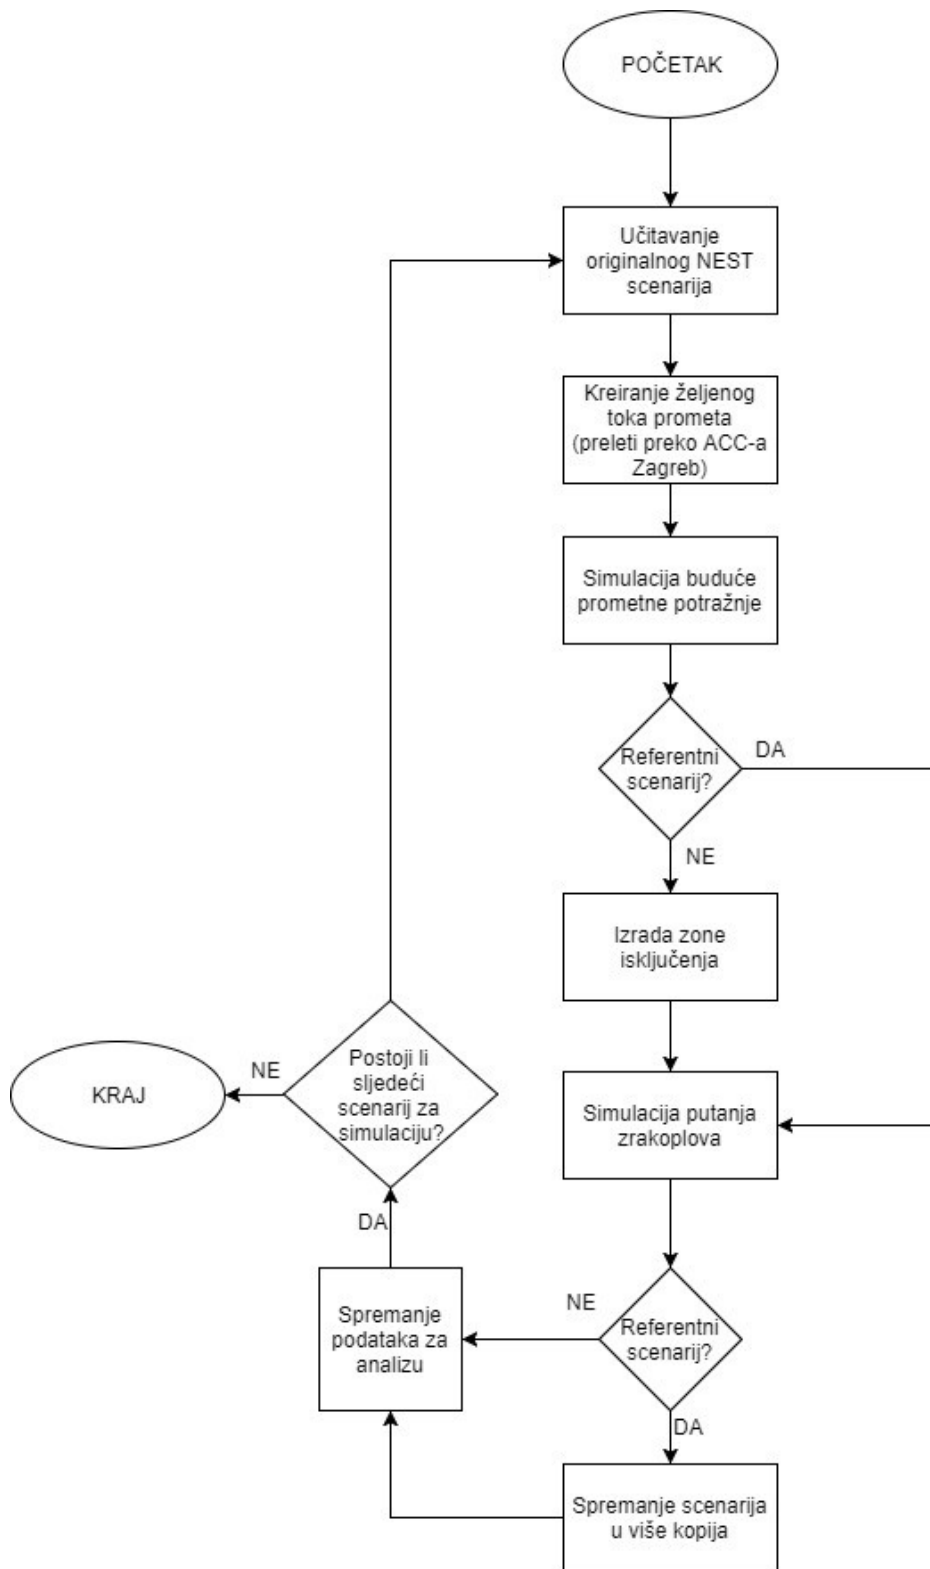 POČETAK
Učitavanje
originalnog NEST
scenarija
Kreiranje željenog
toka prometa
(preleti preko ACC-a
Zagreb)
Simulacija buduće
prometne potražnje
Referentni
scenarij?
DA
NE
Izrada zone
isključenja
Simulacija putanja
zrakoplova
Referentni
scenarij?
NE
DA
Spremanje scenarija
u više kopija
Spremanje
podataka za
analizu
DA
Postoji li
sljedeći
scenarij za
simulaciju?
NE
KRAJ